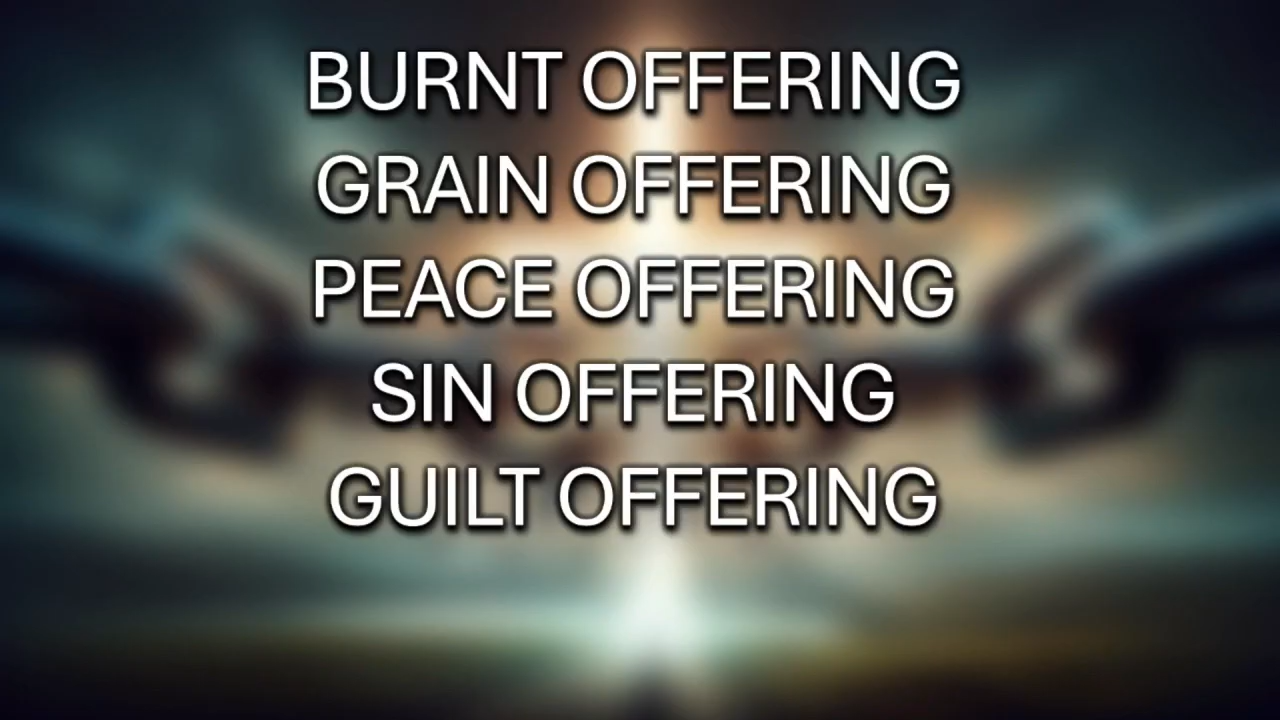 BURNT OFFERING
GRAIN OFFERING
PEACE OFFERING
SIN OFFERING
GUILT OFFERING